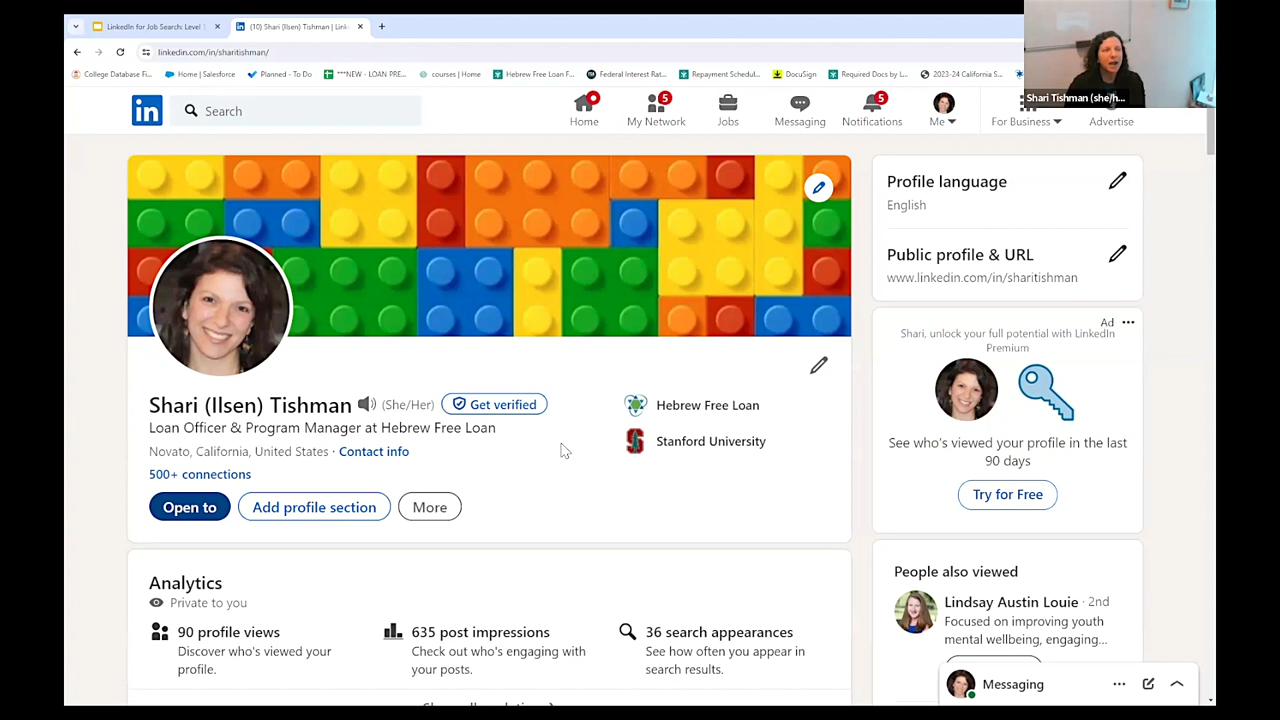 LinkedIn for Job Search: Level
(10) Shari (Ilsen) Tishman | Link
linkedin.com/in/sharitishman/
College Database Fi...
Home | Salesforce
Planned - To Do
***NEW - LOAN PRE...
courses | Home
Hebrew Free Loan F...
Federal Interest Rat...
Repayment Schedul...
DocuSign
Required Docs by L...
2023-24 California S...
Shari Tishman (she/h...
in
Search
Home
5
My Network
Jobs
Messaging
5
Notifications
Me
For Business
Advertise
Shari (Ilsen) Tishman (She/Her) Get verified
Loan Officer & Program Manager at Hebrew Free Loan
Novato, California, United States · Contact info
500+ connections
Hebrew Free Loan
Stanford University
Open to
Add profile section
More
Analytics
Private to you
90 profile views
Discover who's viewed your
profile.
635 post impressions
Check out who's engaging with
your posts.
36 search appearances
See how often you appear in
search results.
Profile language
English
Public profile & URL
www.linkedin.com/in/sharitishman
Ad
Shari, unlock your full potential with LinkedIn
Premium
See who's viewed your profile in the last
90 days
Try for Free
People also viewed
Lindsay Austin Louie · 2nd
Focused on improving youth
mental wellbeing, engaging...
Messaging